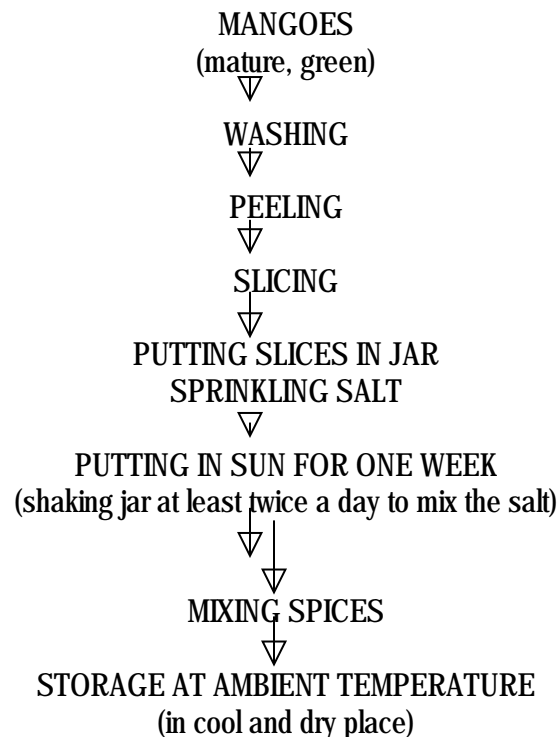 MANGOES
(mature, green)
WASHING
PEELING
SLICING
PUTTING SLICES IN JAR
SPRINKLING SALT
PUTTING IN SUN FOR ONE WEEK
(shaking jar at least twice a day to mix the salt)
MIXING SPICES
STORAGE AT AMBIENT TEMPERATURE
(in cool and dry place)